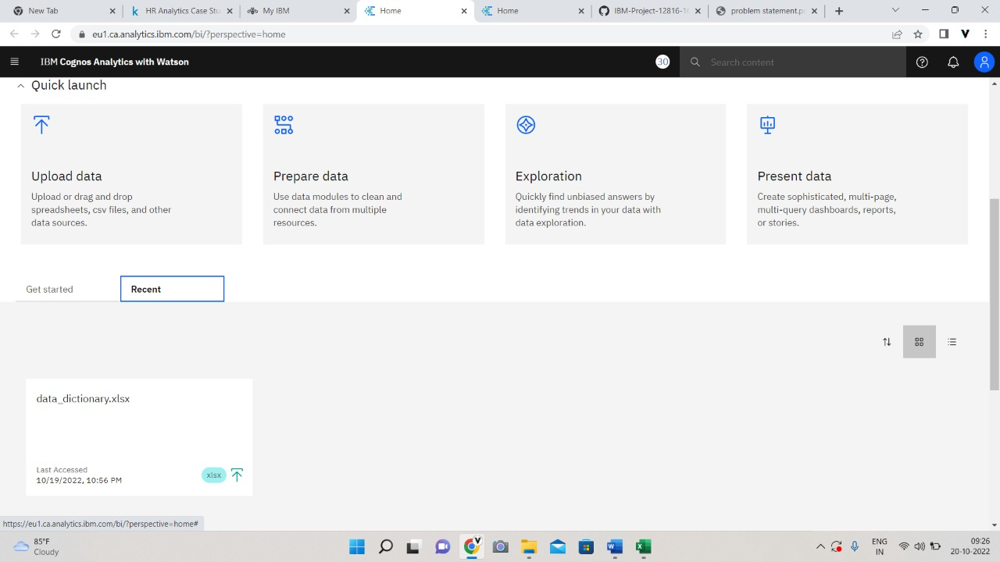 New Tab
HR Analytics Case Stu
My IBM
Home
Home
IBM-Project-12816-16
problem statement.pd
eu1.ca.analytics.ibm.com/bi/?perspective=home
IBM Cognos Analytics with Watson
30
Search content
Quick launch
Upload data
Upload or drag and drop
spreadsheets, csv files, and other
data sources.
Prepare data
Use data modules to clean and
connect data from multiple
resources.
Exploration
Quickly find unbiased answers by
identifying trends in your data with
data exploration.
Present data
Create sophisticated, multi-page,
multi-query dashboards, reports,
or stories.
Get started
Recent
data_dictionary.xlsx
Last Accessed
10/19/2022, 10:56 PM
xlsx
https://eu1.ca.analytics.ibm.com/bi/?perspective=home#
85°F
Cloudy
ENG
IN
09:26
20-10-2022